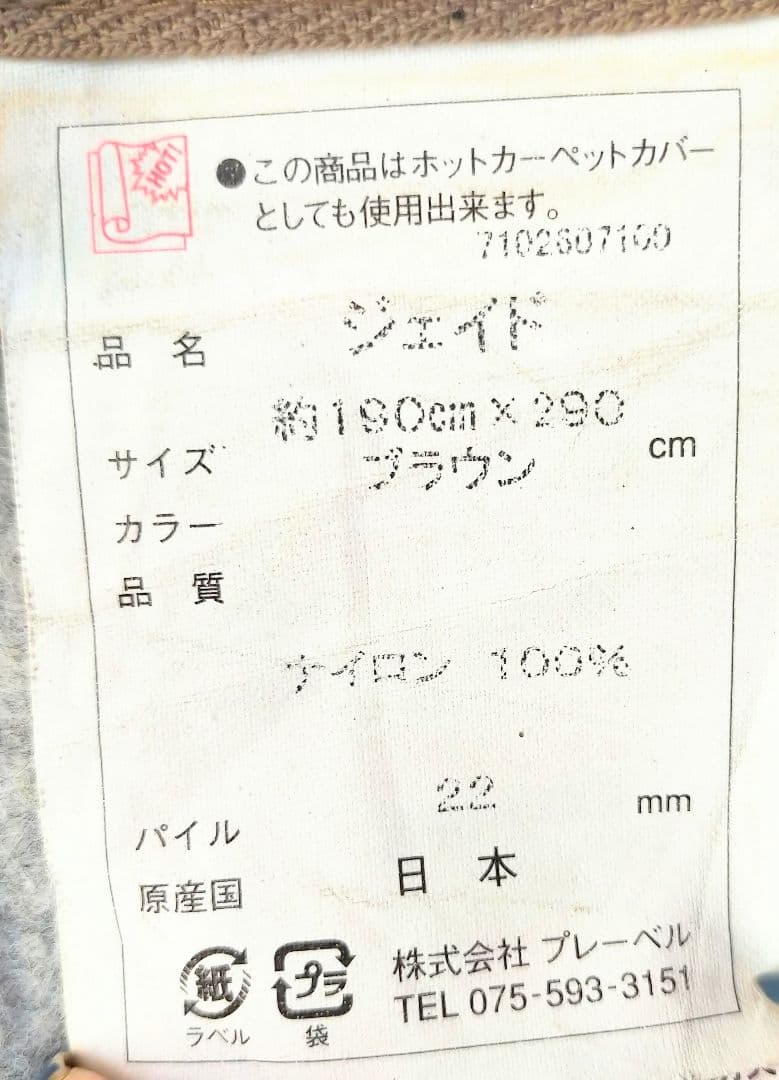 HOT!
●この商品はホットカーペットカバー
としても使用出来ます。
7102607100
品名 ジェイド
サイズ 約190cm×290 cm
カラー ブラウン
品質
ナイロン 100%
パイル 22 mm
原産国 日本
紙 プラ
ラベル 袋
株式会社 プレーベル
TEL 075-593-3151